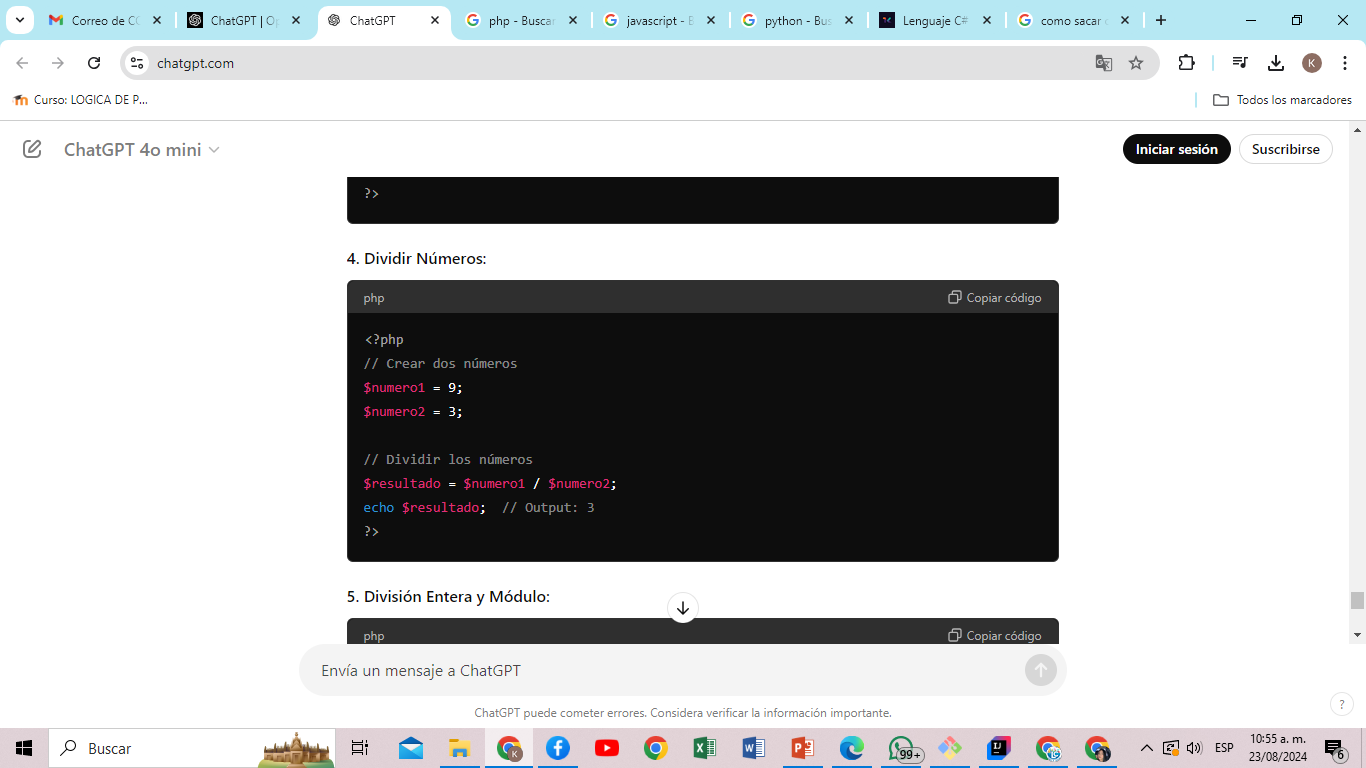 Correo de CC
ChatGPT | Op
ChatGPT
php - Buscar
javascript - B
python - Bus
Lenguaje C#
como sacar c
chatgpt.com
K
Curso: LOGICA DE P...
Todos los marcadores
ChatGPT 4o mini
Iniciar sesión
Suscribirse
?>
4. Dividir Números:
php
Copiar código
<?php
// Crear dos números
$numero1 = 9;
$numero2 = 3;
// Dividir los números
$resultado = $numero1 / $numero2;
echo $resultado;  // Output: 3
?>
5. División Entera y Módulo:
php
Copiar código
Envía un mensaje a ChatGPT
ChatGPT puede cometer errores. Considera verificar la información importante.
?
Buscar
K
99+
ESP
10:55 a. m.
23/08/2024
6